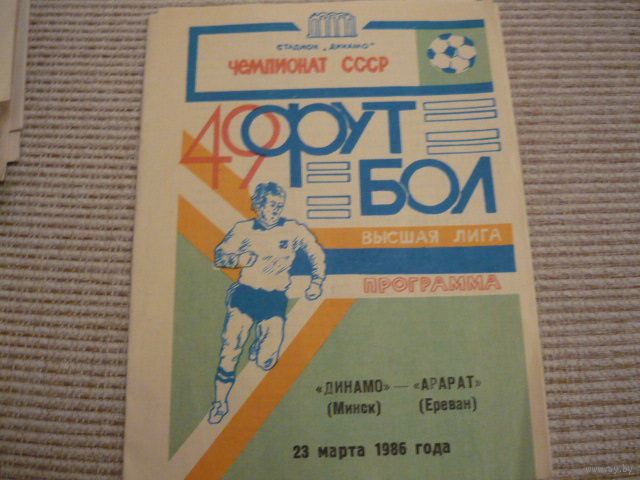 СТАДИОН „ДИНАМО"
ЧЕМПИОНАТ СССР
49 ФУТ
БОЛ
ВЫСШАЯ ЛИГА
ПРОГРАММА
«ДИНАМО» — «АРАРАТ»
(Минск) (Ереван)
23 марта 1986 года